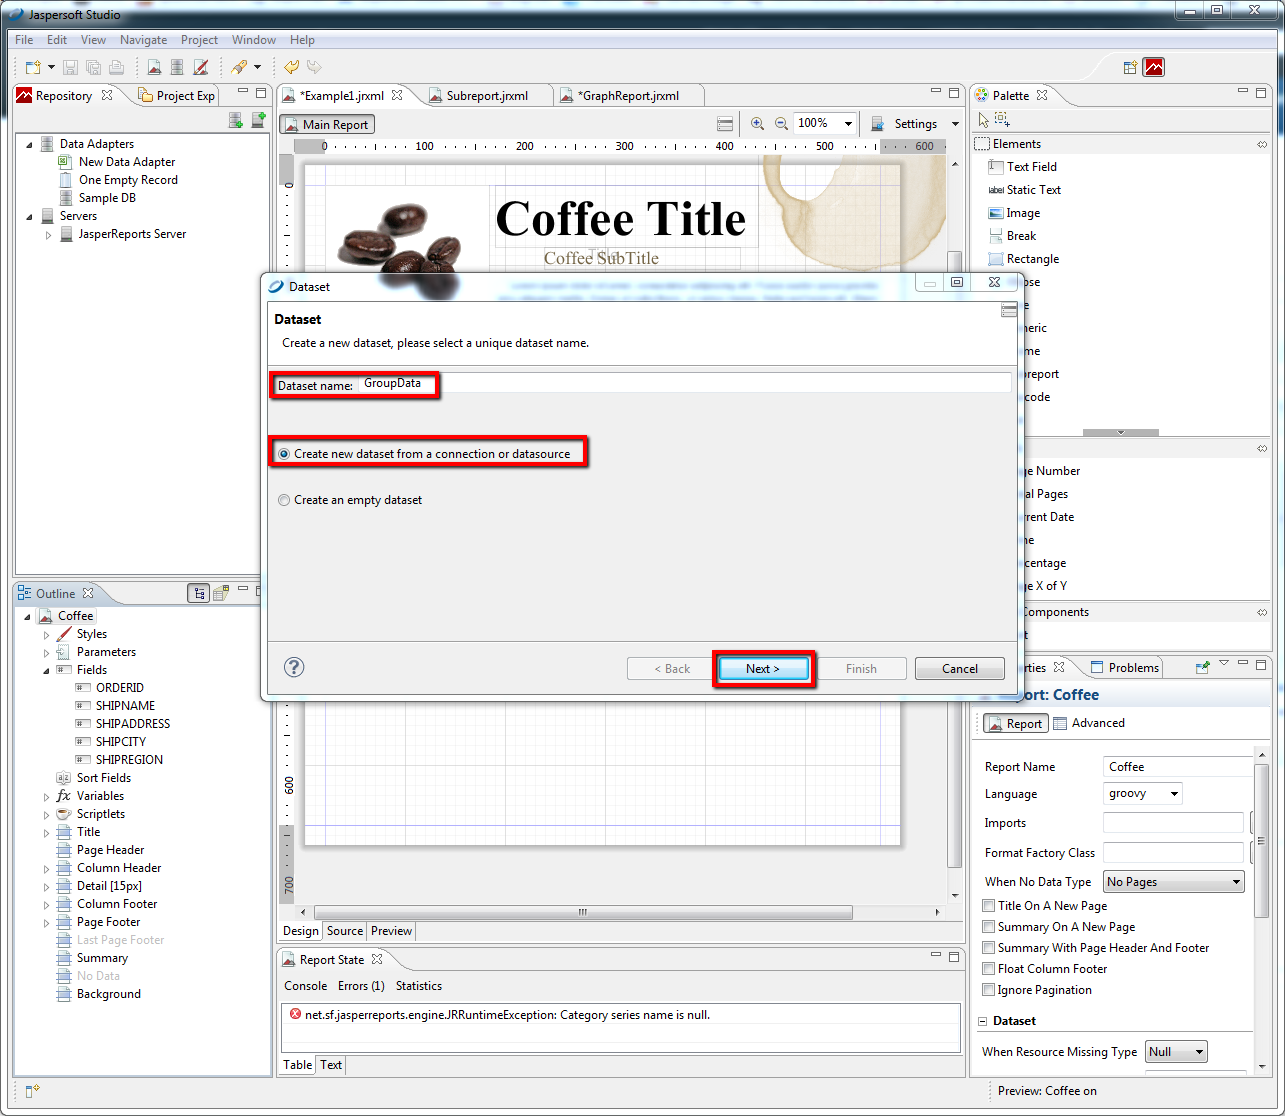 Jaspersoft Studio
File Edit View Navigate Project Window Help
Repository
Project Exp
Data Adapters
New Data Adapter
One Empty Record
Sample DB
Servers
JasperReports Server
*Example1.jrxml
Subreport.jrxml
*GraphReport.jrxml
Main Report
100%
Settings
0 100 200 300 400 500 600
0
Coffee Title
Title
Coffee SubTitle
Palette
Elements
Text Field
label Static Text
Image
Break
Rectangle
pse
e
neric
me
breport
code
ge Number
al Pages
rrent Date
ne
centage
ge X of Y
Components
t
Dataset
Dataset
Create a new dataset, please select a unique dataset name.
Dataset name: GroupData
Create new dataset from a connection or datasource
Create an empty dataset
?
< Back
Next >
Finish
Cancel
Outline
Coffee
Styles
Parameters
Fields
ORDERID
SHIPNAME
SHIPADDRESS
SHIPCITY
SHIPREGION
Sort Fields
fx Variables
Scriptlets
Title
Page Header
Column Header
Detail [15px]
Column Footer
Page Footer
Last Page Footer
Summary
No Data
Background
600
700
Design Source Preview
Report State
Console Errors (1) Statistics
net.sf.jasperreports.engine.JRRuntimeException: Category series name is null.
Table Text
rties
Problems
port: Coffee
Report
Advanced
Report Name Coffee
Language groovy
Imports
Format Factory Class
When No Data Type No Pages
Title On A New Page
Summary On A New Page
Summary With Page Header And Footer
Float Column Footer
Ignore Pagination
Dataset
When Resource Missing Type Null
Preview: Coffee on